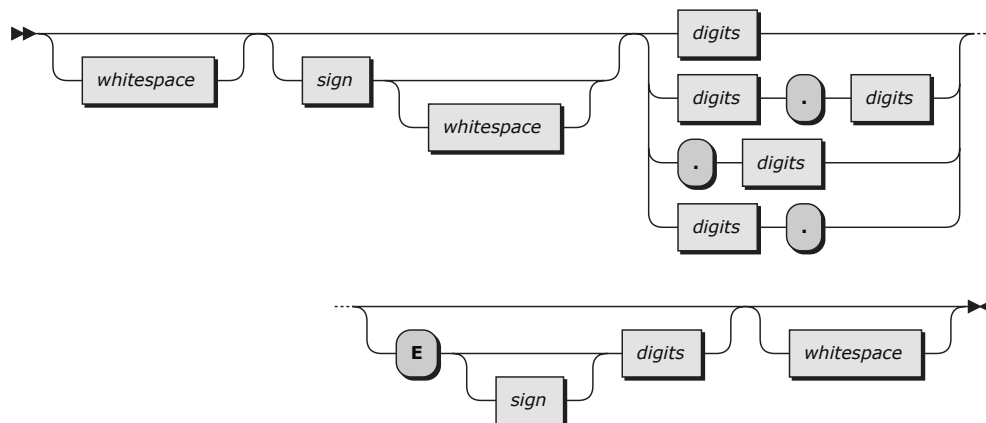 digits
whitespace sign digits . digits
whitespace
. digits
digits .
E digits whitespace
sign